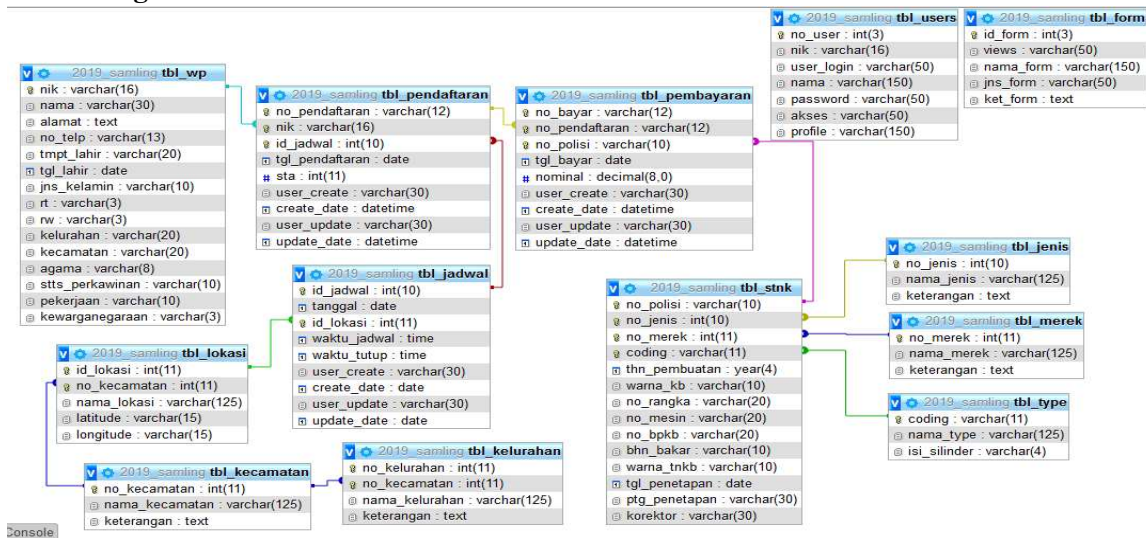 2019_samling tbl_users
no_user : int(3)
nik : varchar(16)
user_login : varchar(50)
nama : varchar(150)
password : varchar(50)
akses : varchar(50)
profile : varchar(150)
2019_samling tbl_form
id_form : int(3)
views : varchar(50)
nama_form : varchar(150)
jns_form : varchar(50)
ket_form : text
2019_samling tbl_wp
nik : varchar(16)
nama : varchar(30)
alamat : text
no_telp : varchar(13)
tmpt_lahir : varchar(20)
tgl_lahir : date
jns_kelamin : varchar(10)
rt : varchar(3)
rw : varchar(3)
kelurahan : varchar(20)
kecamatan : varchar(20)
agama : varchar(8)
stts_perkawinan : varchar(10)
pekerjaan : varchar(10)
kewarganegaraan : varchar(3)
2019_samling tbl_pendaftaran
no_pendaftaran : varchar(12)
nik : varchar(16)
id_jadwal : int(10)
tgl_pendaftaran : date
sta : int(11)
user_create : varchar(30)
create_date : datetime
user_update : varchar(30)
update_date : datetime
2019_samling tbl_pembayaran
no_bayar : varchar(12)
no_pendaftaran : varchar(12)
no_polisi : varchar(10)
tgl_bayar : date
nominal : decimal(8,0)
user_create : varchar(30)
create_date : datetime
user_update : varchar(30)
update_date : datetime
2019_samling tbl_jadwal
id_jadwal : int(10)
tanggal : date
id_lokasi : int(11)
waktu_jadwal : time
waktu_tutup : time
user_create : varchar(30)
create_date : date
user_update : varchar(30)
update_date : date
2019_samling tbl_stnk
no_polisi : varchar(10)
no_jenis : int(10)
no_merek : int(11)
coding : varchar(11)
thn_pembuatan : year(4)
warna_kb : varchar(10)
no_rangka : varchar(20)
no_mesin : varchar(20)
no_bpkb : varchar(20)
bhn_bakar : varchar(10)
warna_tnkb : varchar(10)
tgl_penetapan : date
ptg_penetapan : varchar(30)
korektor : varchar(30)
2019_samling tbl_jenis
no_jenis : int(10)
nama_jenis : varchar(125)
keterangan : text
2019_samling tbl_merek
no_merek : int(11)
nama_merek : varchar(125)
keterangan : text
2019_samling tbl_type
coding : varchar(11)
nama_type : varchar(125)
isi_silinder : varchar(4)
2019_samling tbl_lokasi
id_lokasi : int(11)
no_kecamatan : int(11)
nama_lokasi : varchar(125)
latitude : varchar(15)
longitude : varchar(15)
2019_samling tbl_kecamatan
no_kecamatan : int(11)
nama_kecamatan : varchar(125)
keterangan : text
2019_samling tbl_kelurahan
no_kelurahan : int(11)
no_kecamatan : int(11)
nama_kelurahan : varchar(125)
keterangan : text
Console